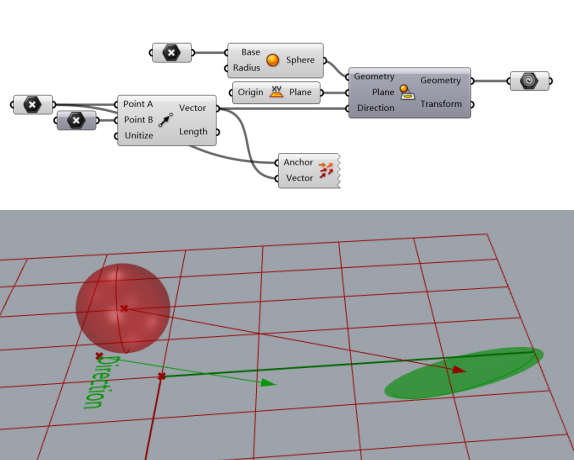 Base
Radius
Sphere
Origin
XY
Plane
Geometry
Plane
Direction
Geometry
Transform
Point A
Point B
Unitize
Vector
Length
Anchor
Vector
Direction